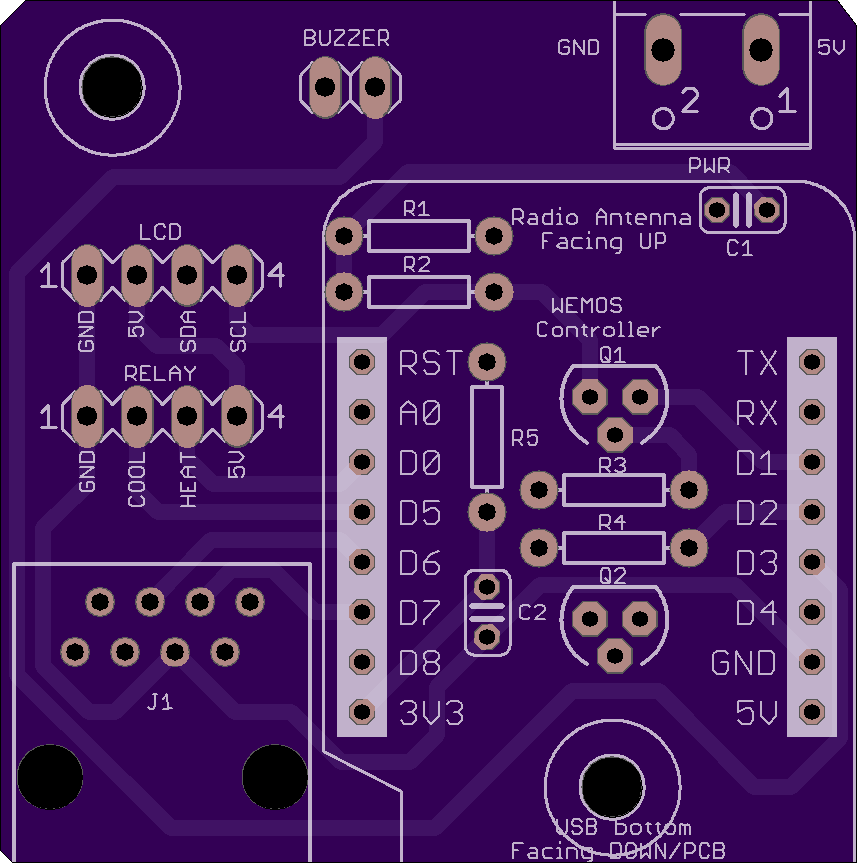 BUZZER
GND
5V
2
1
PWR
R1
Radio Antenna
Facing UP
C1
LCD
1
4
GND
5V
SDA
SCL
R2
WEMOS
Controller
Q1
RELAY
1
4
GND
COOL
HEAT
5V
RST
A0
D0
D5
D6
D7
D8
3V3
R5
R3
R4
Q2
C2
TX
RX
D1
D2
D3
D4
GND
5V
J1
USB bottom
Facing DOWN/PCB